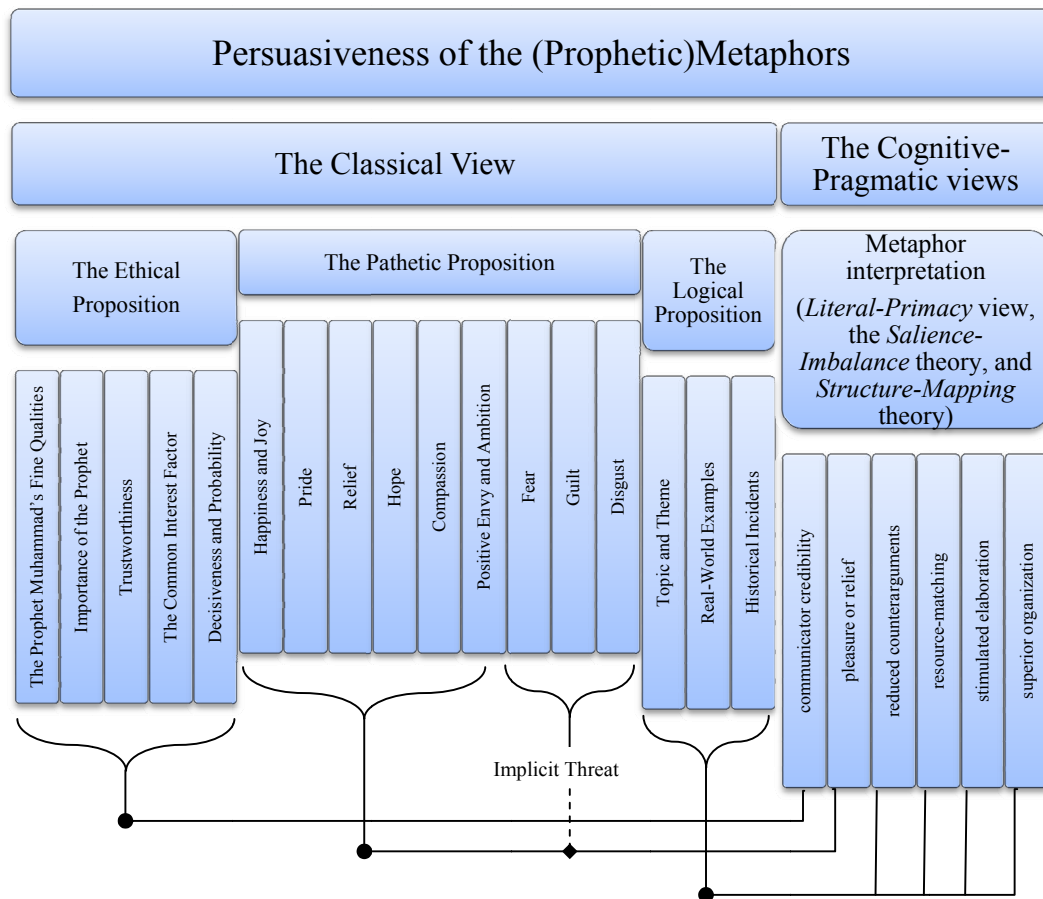 Persuasiveness of the (Prophetic)Metaphors
The Classical View
The Cognitive-
Pragmatic views
The Ethical
Proposition
The Pathetic Proposition
The
Logical
Proposition
Metaphor
interpretation
(Literal-Primacy view,
the Salience-
Imbalance theory, and
Structure-Mapping
theory)
The Prophet Muhammad's Fine Qualities
Importance of the Prophet
Trustworthiness
The Common Interest Factor
Decisiveness and Probability
Happiness and Joy
Pride
Relief
Hope
Compassion
Positive Envy and Ambition
Fear
Guilt
Disgust
Topic and Theme
Real-World Examples
Historical Incidents
communicator credibility
pleasure or relief
reduced counterarguments
resource-matching
stimulated elaboration
superior organization
Implicit Threat